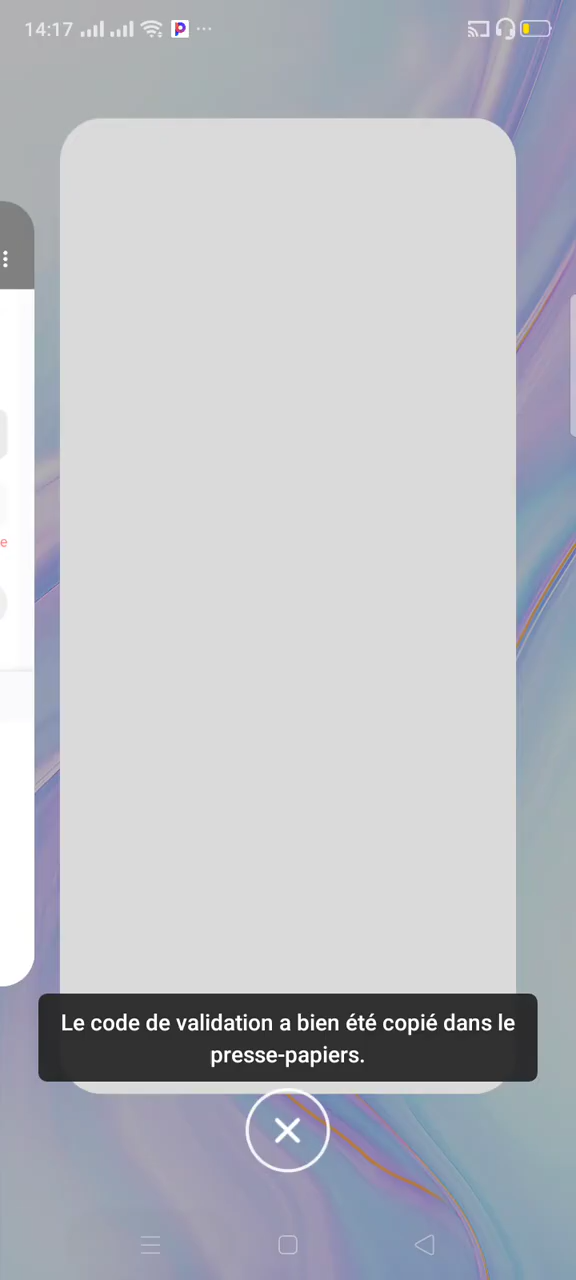 14:17
P
e
Le code de validation a bien été copié dans le
presse-papiers.